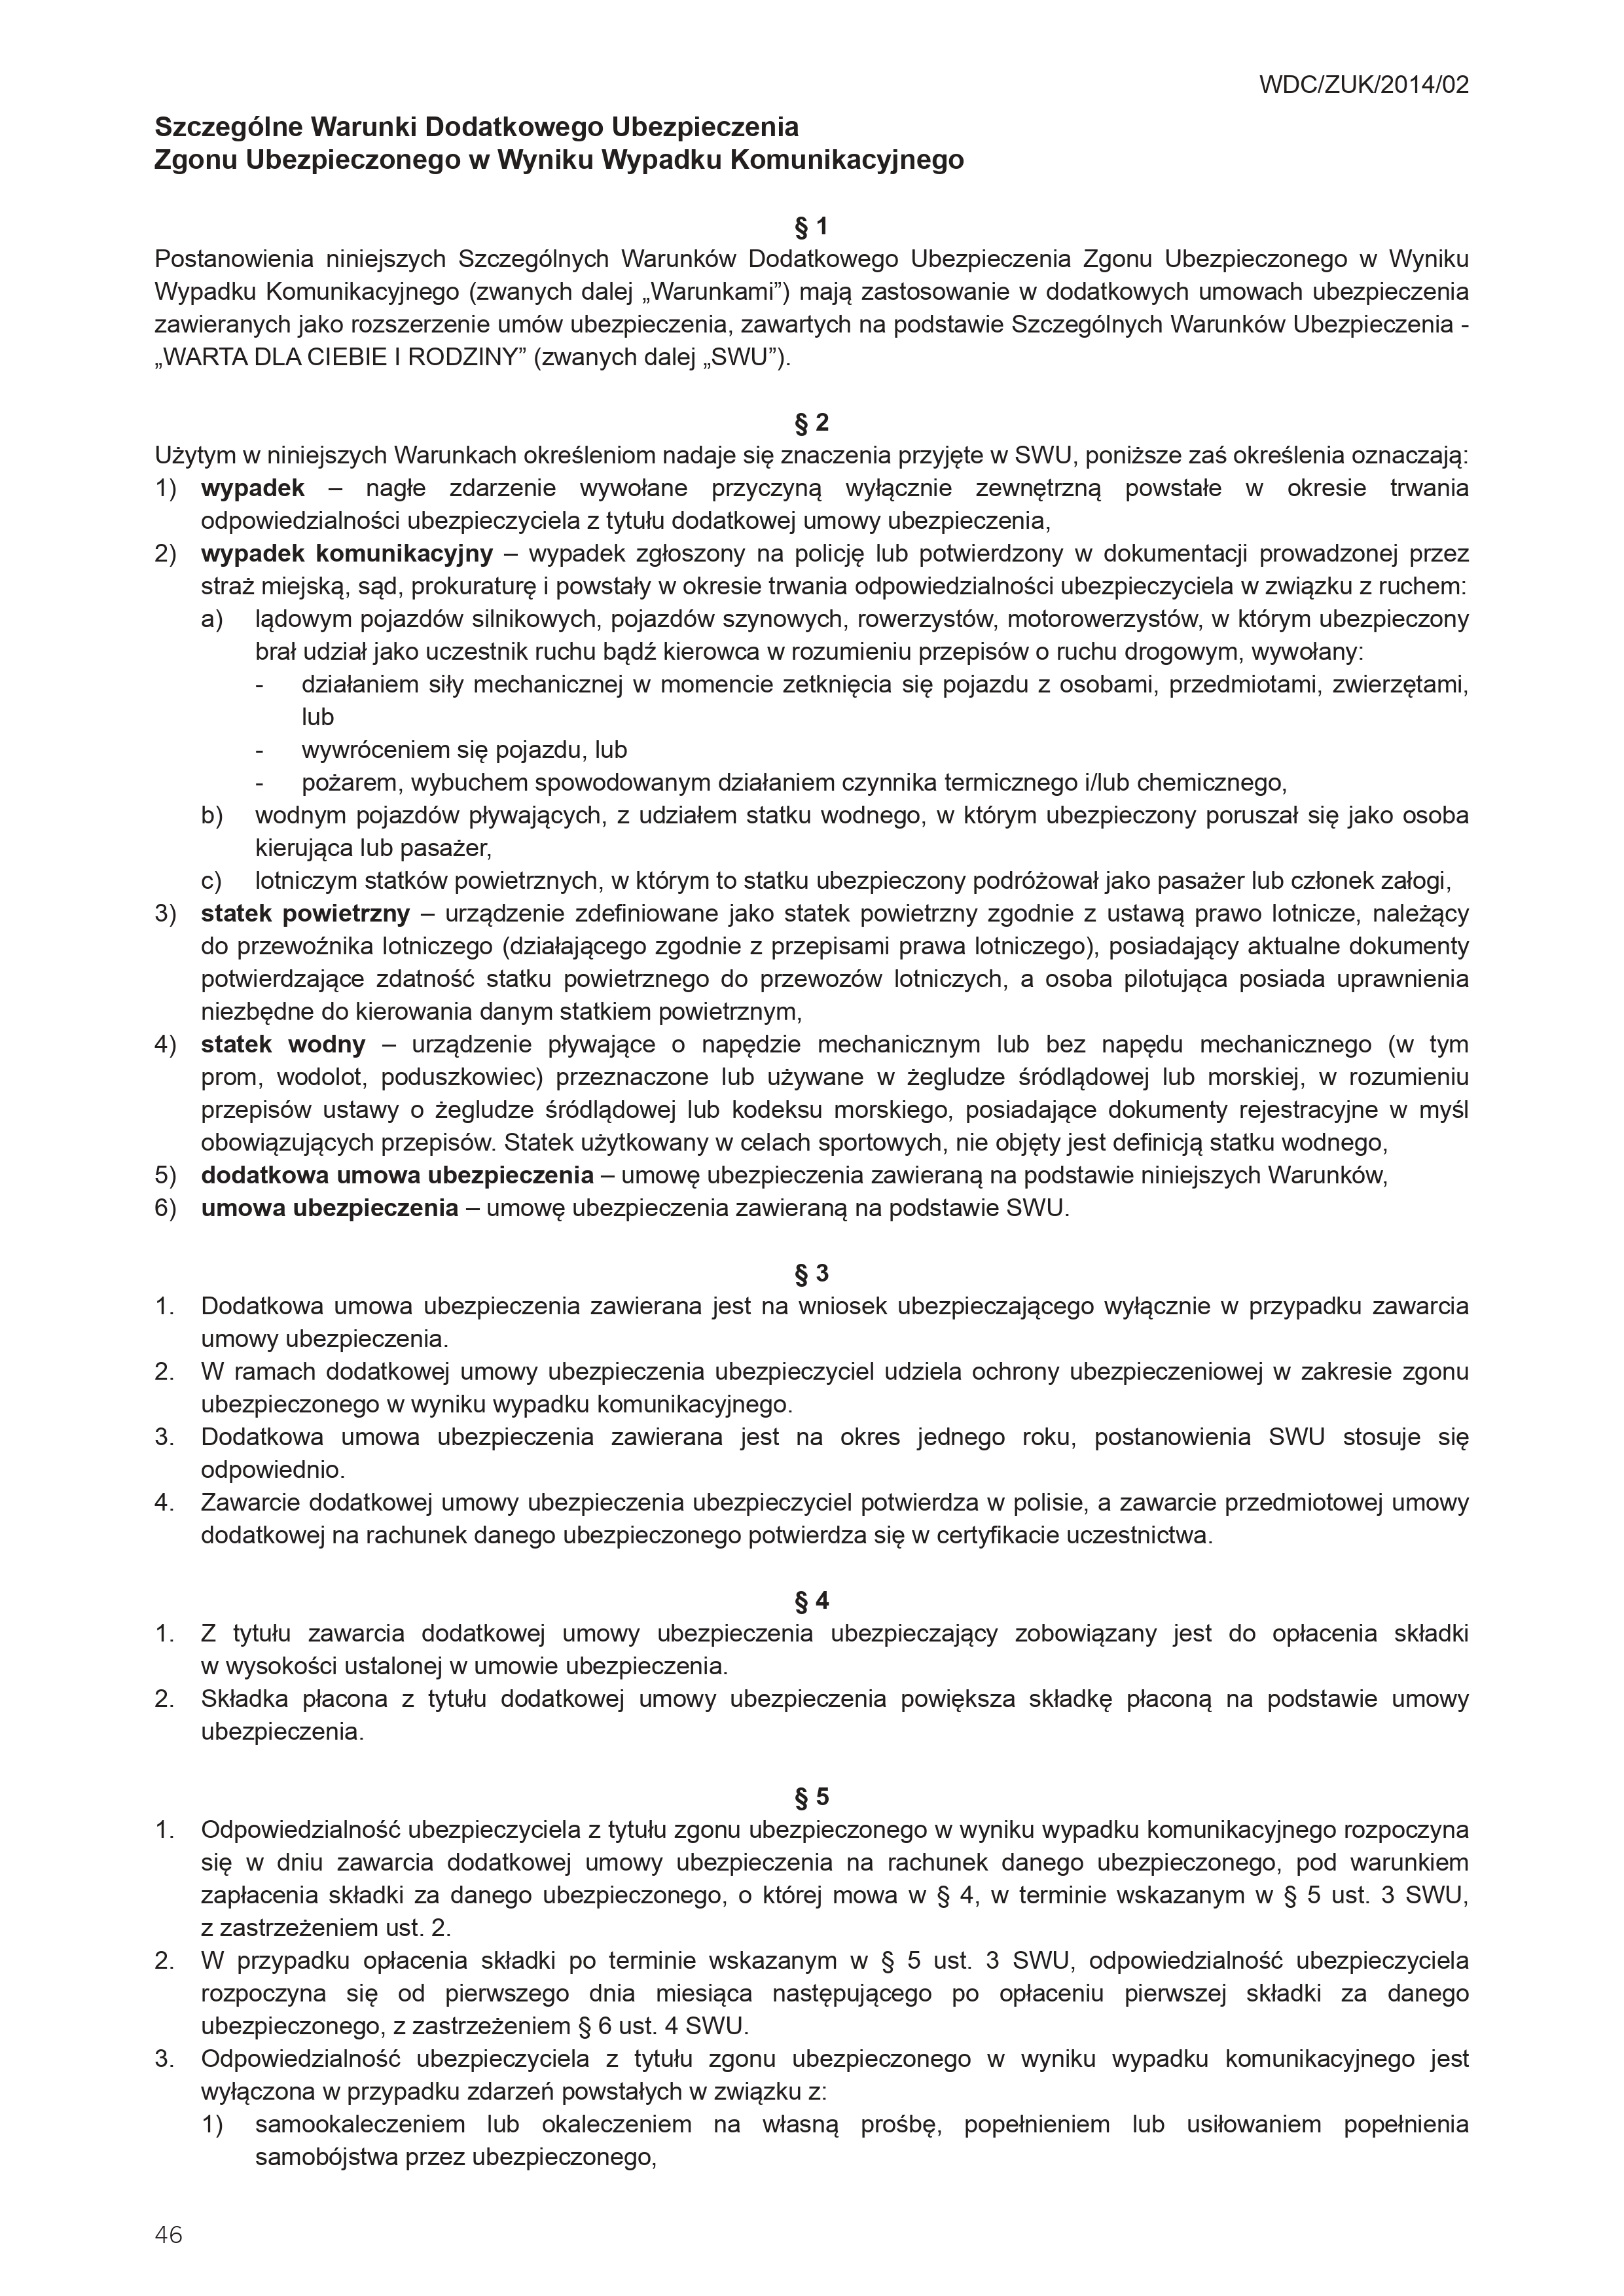 WDC/ZUK/2014/02
Szczególne Warunki Dodatkowego Ubezpieczenia
Zgonu Ubezpieczonego w Wyniku Wypadku Komunikacyjnego
§ 1
Postanowienia niniejszych Szczególnych Warunków Dodatkowego Ubezpieczenia Zgonu Ubezpieczonego w Wyniku
Wypadku Komunikacyjnego (zwanych dalej „Warunkami”) mają zastosowanie w dodatkowych umowach ubezpieczenia
zawieranych jako rozszerzenie umów ubezpieczenia, zawartych na podstawie Szczególnych Warunków Ubezpieczenia -
„WARTA DLA CIEBIE I RODZINY” (zwanych dalej „SWU”).
§ 2
Użytym w niniejszych Warunkach określeniom nadaje się znaczenia przyjęte w SWU, poniższe zaś określenia oznaczają:
1) wypadek – nagłe zdarzenie wywołane przyczyną wyłącznie zewnętrzną powstałe w okresie trwania
odpowiedzialności ubezpieczyciela z tytułu dodatkowej umowy ubezpieczenia,
2) wypadek komunikacyjny – wypadek zgłoszony na policję lub potwierdzony w dokumentacji prowadzonej przez
straż miejską, sąd, prokuraturę i powstały w okresie trwania odpowiedzialności ubezpieczyciela w związku z ruchem:
a) lądowym pojazdów silnikowych, pojazdów szynowych, rowerzystów, motorowerzystów, w którym ubezpieczony
brał udział jako uczestnik ruchu bądź kierowca w rozumieniu przepisów o ruchu drogowym, wywołany:
- działaniem siły mechanicznej w momencie zetknięcia się pojazdu z osobami, przedmiotami, zwierzętami,
lub
- wywróceniem się pojazdu, lub
- pożarem, wybuchem spowodowanym działaniem czynnika termicznego i/lub chemicznego,
b) wodnym pojazdów pływających, z udziałem statku wodnego, w którym ubezpieczony poruszał się jako osoba
kierująca lub pasażer,
c) lotniczym statków powietrznych, w którym to statku ubezpieczony podróżował jako pasażer lub członek załogi,
3) statek powietrzny – urządzenie zdefiniowane jako statek powietrzny zgodnie z ustawą prawo lotnicze, należący
do przewoźnika lotniczego (działającego zgodnie z przepisami prawa lotniczego), posiadający aktualne dokumenty
potwierdzające zdatność statku powietrznego do przewozów lotniczych, a osoba pilotująca posiada uprawnienia
niezbędne do kierowania danym statkiem powietrznym,
4) statek wodny – urządzenie pływające o napędzie mechanicznym lub bez napędu mechanicznego (w tym
prom, wodolot, poduszkowiec) przeznaczone lub używane w żegludze śródlądowej lub morskiej, w rozumieniu
przepisów ustawy o żegludze śródlądowej lub kodeksu morskiego, posiadające dokumenty rejestracyjne w myśl
obowiązujących przepisów. Statek użytkowany w celach sportowych, nie objęty jest definicją statku wodnego,
5) dodatkowa umowa ubezpieczenia – umowę ubezpieczenia zawieraną na podstawie niniejszych Warunków,
6) umowa ubezpieczenia – umowę ubezpieczenia zawieraną na podstawie SWU.
§ 3
1. Dodatkowa umowa ubezpieczenia zawierana jest na wniosek ubezpieczającego wyłącznie w przypadku zawarcia
umowy ubezpieczenia.
2. W ramach dodatkowej umowy ubezpieczenia ubezpieczyciel udziela ochrony ubezpieczeniowej w zakresie zgonu
ubezpieczonego w wyniku wypadku komunikacyjnego.
3. Dodatkowa umowa ubezpieczenia zawierana jest na okres jednego roku, postanowienia SWU stosuje się
odpowiednio.
4. Zawarcie dodatkowej umowy ubezpieczenia ubezpieczyciel potwierdza w polisie, a zawarcie przedmiotowej umowy
dodatkowej na rachunek danego ubezpieczonego potwierdza się w certyfikacie uczestnictwa.
§ 4
1. Z tytułu zawarcia dodatkowej umowy ubezpieczenia ubezpieczający zobowiązany jest do opłacenia składki
w wysokości ustalonej w umowie ubezpieczenia.
2. Składka płacona z tytułu dodatkowej umowy ubezpieczenia powiększa składkę płaconą na podstawie umowy
ubezpieczenia.
§ 5
1. Odpowiedzialność ubezpieczyciela z tytułu zgonu ubezpieczonego w wyniku wypadku komunikacyjnego rozpoczyna
się w dniu zawarcia dodatkowej umowy ubezpieczenia na rachunek danego ubezpieczonego, pod warunkiem
zapłacenia składki za danego ubezpieczonego, o której mowa w § 4, w terminie wskazanym w § 5 ust. 3 SWU,
z zastrzeżeniem ust. 2.
2. W przypadku opłacenia składki po terminie wskazanym w § 5 ust. 3 SWU, odpowiedzialność ubezpieczyciela
rozpoczyna się od pierwszego dnia miesiąca następującego po opłaceniu pierwszej składki za danego
ubezpieczonego, z zastrzeżeniem § 6 ust. 4 SWU.
3. Odpowiedzialność ubezpieczyciela z tytułu zgonu ubezpieczonego w wyniku wypadku komunikacyjnego jest
wyłączona w przypadku zdarzeń powstałych w związku z:
1) samookaleczeniem lub okaleczeniem na własną prośbę, popełnieniem lub usiłowaniem popełnienia
samobójstwa przez ubezpieczonego,
46